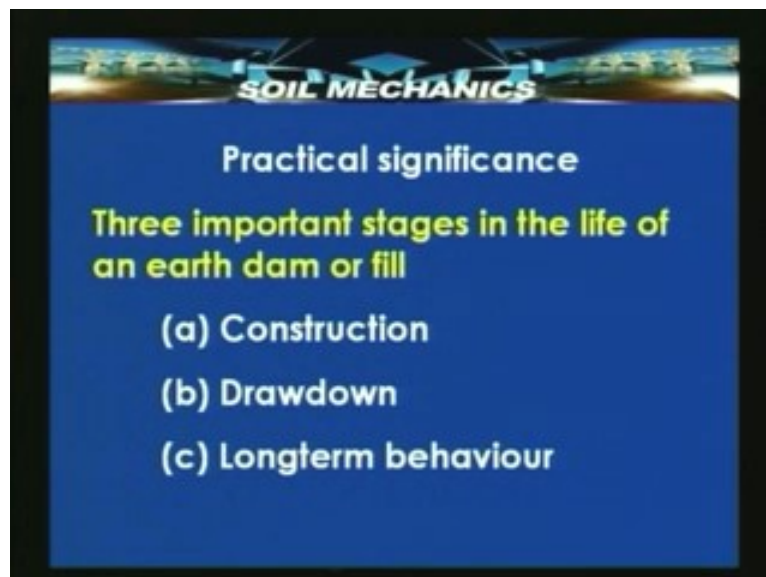 SOIL MECHANICS
Practical significance
Three important stages in the life of
an earth dam or fill
(a) Construction
(b) Drawdown
(c) Longterm behaviour